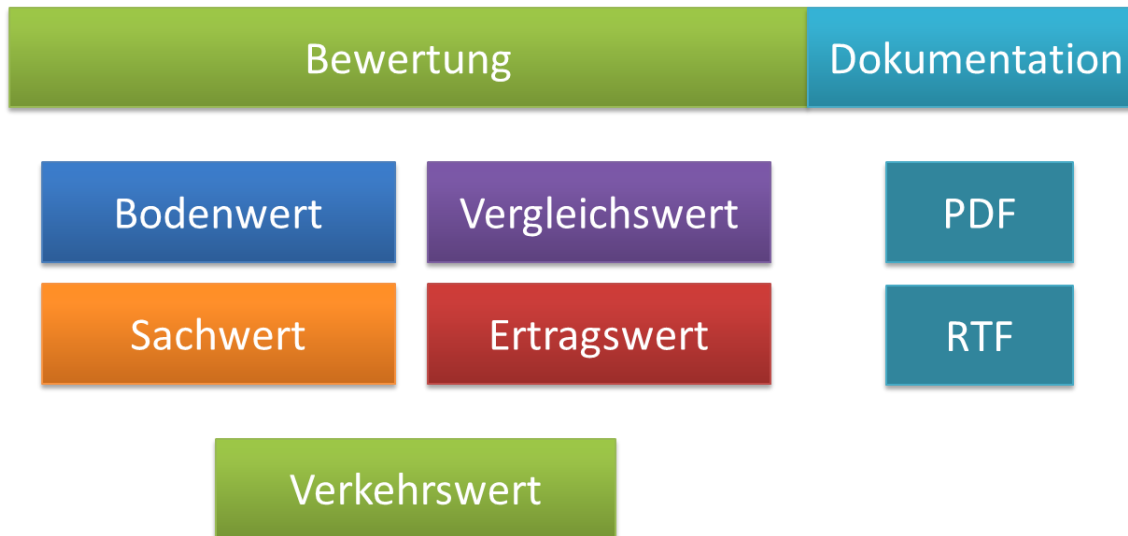 Bewertung
Dokumentation
Bodenwert
Vergleichswert
PDF
Sachwert
Ertragswert
RTF
Verkehrswert